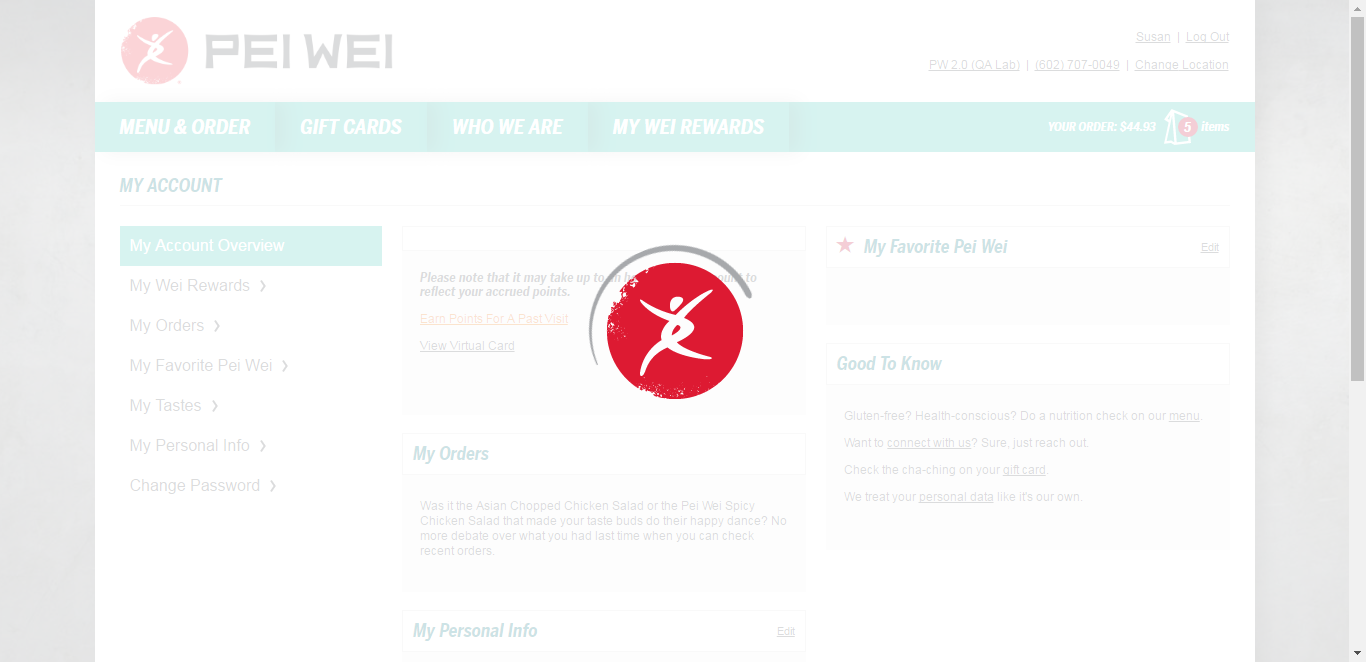 PEI WEI
Susan | Log Out
PW 2.0 (QA Lab) | (602) 707-0049 | Change Location
MENU & ORDER GIFT CARDS WHO WE ARE MY WEI REWARDS YOUR ORDER: $44.93 5 items
MY ACCOUNT
My Account Overview
My Wei Rewards
My Orders
My Favorite Pei Wei
My Tastes
My Personal Info
Change Password
Please note that it may take up to an to
reflect your accrued points.
Earn Points For A Past Visit
View Virtual Card
My Orders
Was it the Asian Chopped Chicken Salad or the Pei Wei Spicy
Chicken Salad that made your taste buds do their happy dance? No
more debate over what you had last time when you can check
recent orders.
My Personal Info Edit
My Favorite Pei Wei Edit
Good To Know
Gluten-free? Health-conscious? Do a nutrition check on our menu.
Want to connect with us? Sure, just reach out.
Check the cha-ching on your gift card.
We treat your personal data like it's our own.